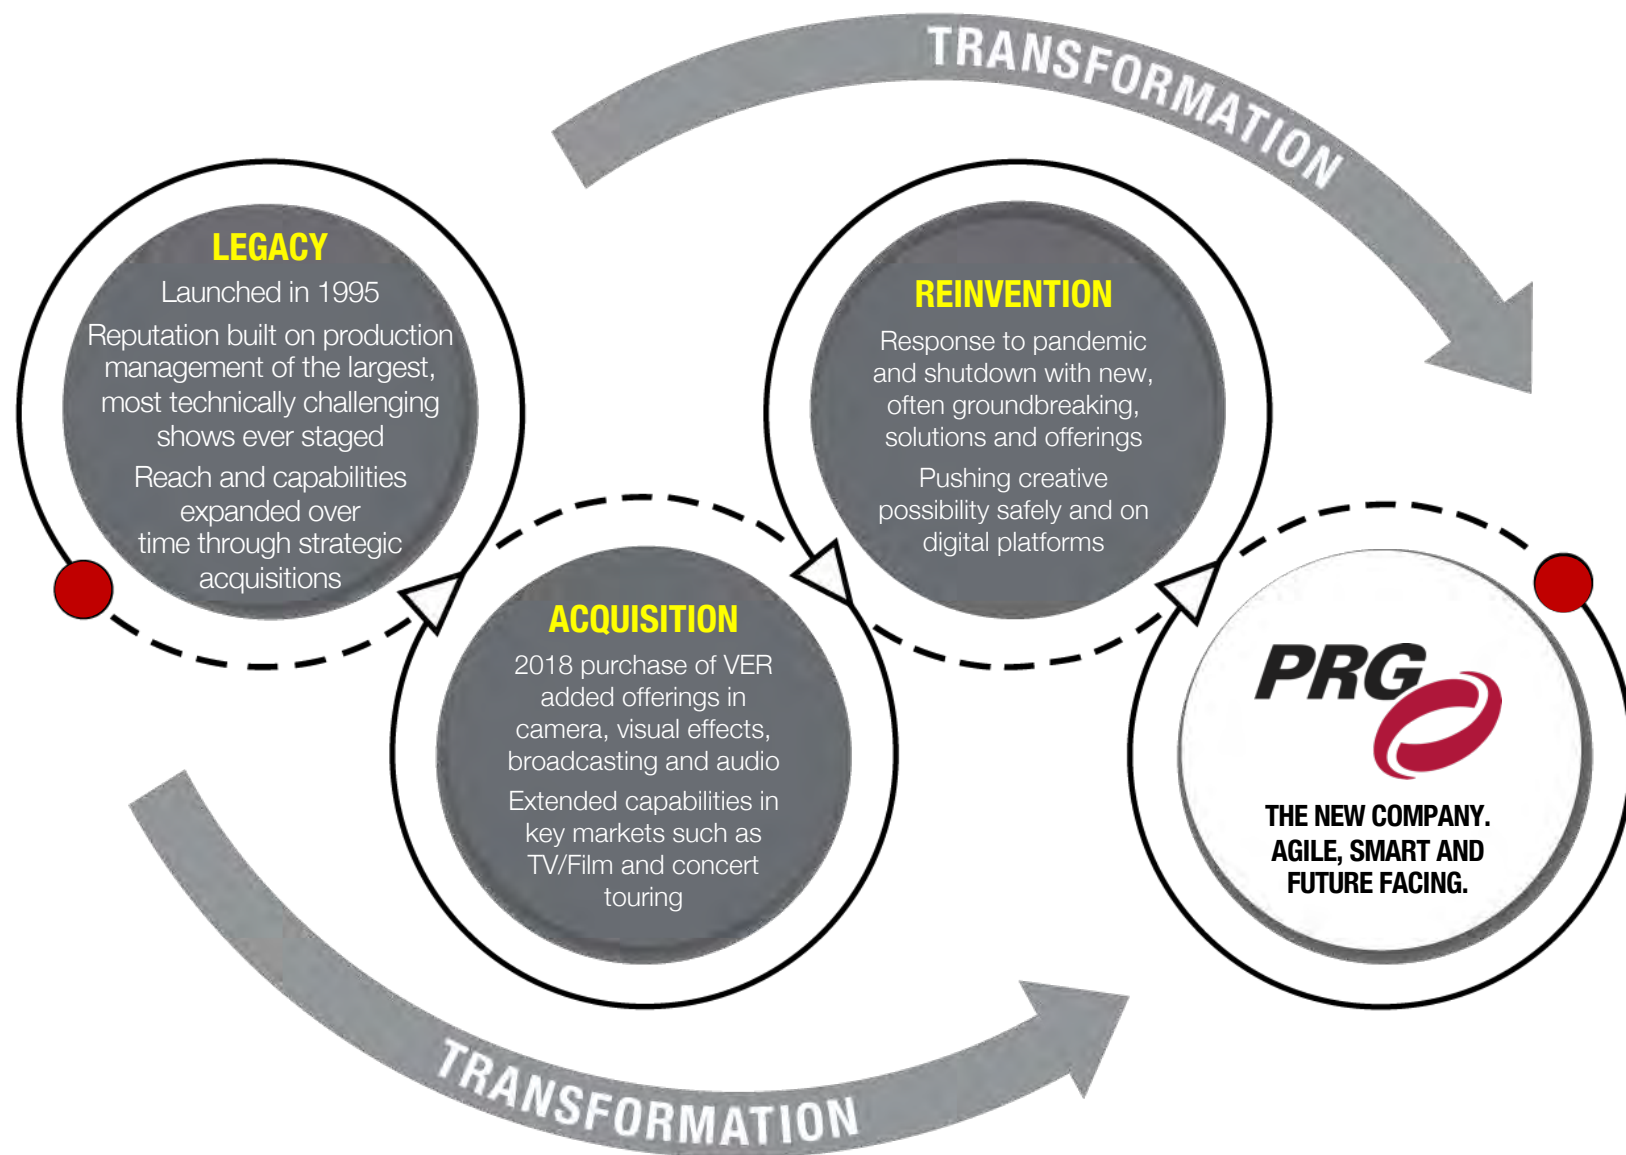 TRANSFORMATION
LEGACY
Launched in 1995
Reputation built on production
management of the largest,
most technically challenging
shows ever staged
Reach and capabilities
expanded over
time through strategic
acquisitions
ACQUISITION
2018 purchase of VER
added offerings in
camera, visual effects,
broadcasting and audio
Extended capabilities in
key markets such as
TV/Film and concert
touring
REINVENTION
Response to pandemic
and shutdown with new,
often groundbreaking,
solutions and offerings
Pushing creative
possibility safely and on
digital platforms
PRG
THE NEW COMPANY.
AGILE, SMART AND
FUTURE FACING.
TRANSFORMATION